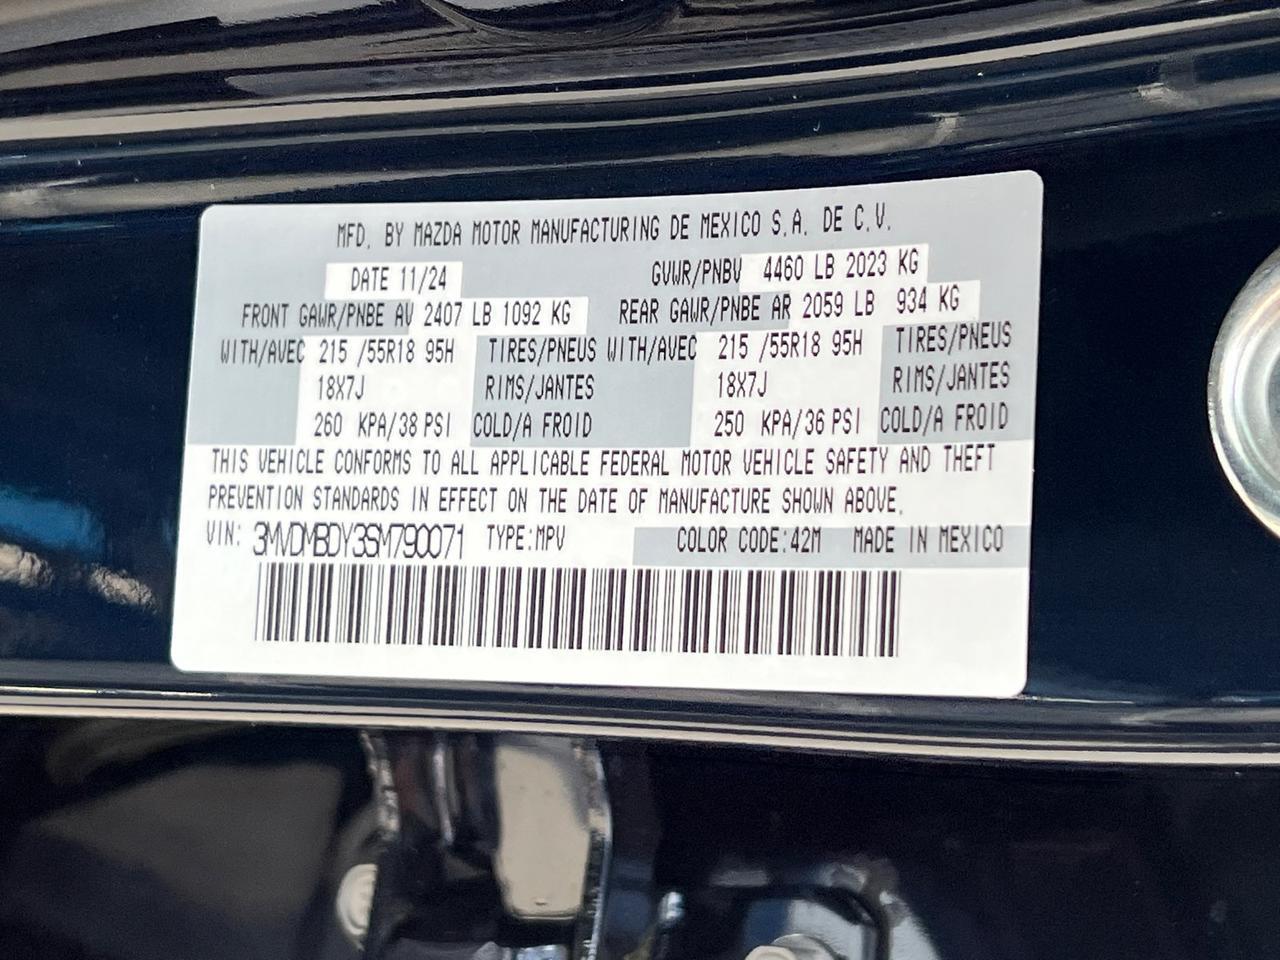 MFD. BY MAZDA MOTOR MANUFACTURING DE MEXICO S.A. DE C.V.
DATE 11/24 GVWR/PNBV 4460 LB 2023 KG
FRONT GAWR/PNBE AV 2407 LB 1092 KG REAR GAWR/PNBE AR 2059 LB 934 KG
WITH/AVEC 215 /55R18 95H TIRES/PNEUS WITH/AVEC 215 /55R18 95H TIRES/PNEUS
18X7J RIMS/JANTES 18X7J RIMS/JANTES
260 KPA/38 PSI COLD/A FROID 250 KPA/36 PSI COLD/A FROID
THIS VEHICLE CONFORMS TO ALL APPLICABLE FEDERAL MOTOR VEHICLE SAFETY AND THEFT
PREVENTION STANDARDS IN EFFECT ON THE DATE OF MANUFACTURE SHOWN ABOVE.
VIN: 3MVDMBDY3SM790071 TYPE:MPV COLOR CODE:42M MADE IN MEXICO